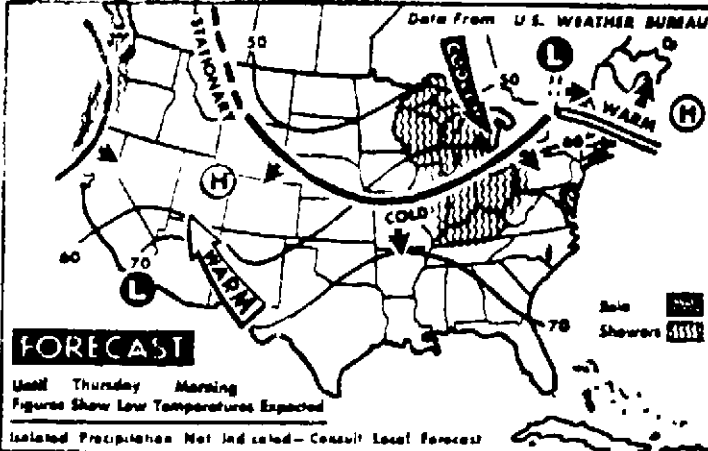 Data From U.S. WEATHER BUREAU
STATIONARY
50
COOLER
50
L
WARM
H
60
H
COLD
60
70
WARM
L
70
Rain
Showers
FORECAST
Until Thursday Morning
Figures Show Low Temperatures Expected
Isolated Precipitation Not Indicated—Consult Local Forecast